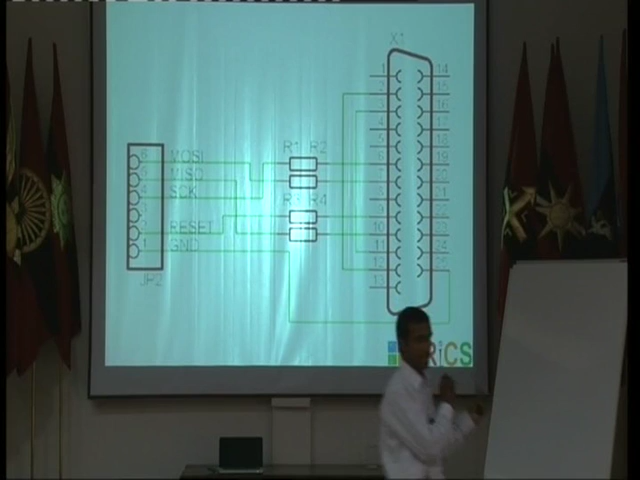 X1
1 14
2 15
3 16
4 17
5 18
6 19
7 20
8 21
9 22
10 23
11 24
12 25
13
R1 R2
R3 R4
6 MOSI
5 MISO
4 SCK
3
2 RESET
1 GND
JP2
RiCS